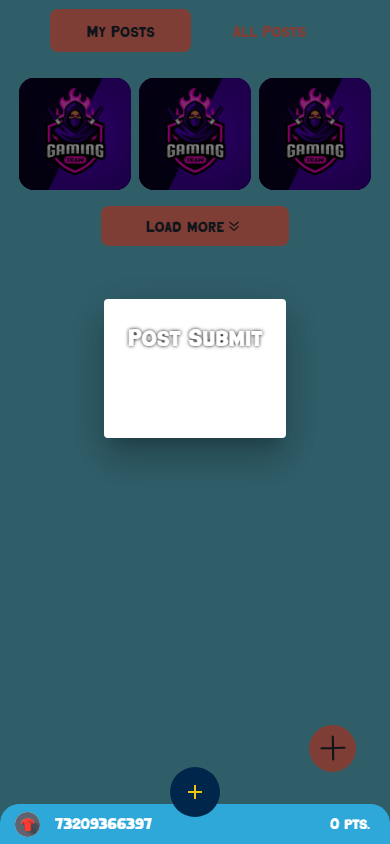 My Posts
All Posts
GAMING
TEAM
GAMING
TEAM
GAMING
TEAM
Load more
Post Submit
73209366397
0 pts.